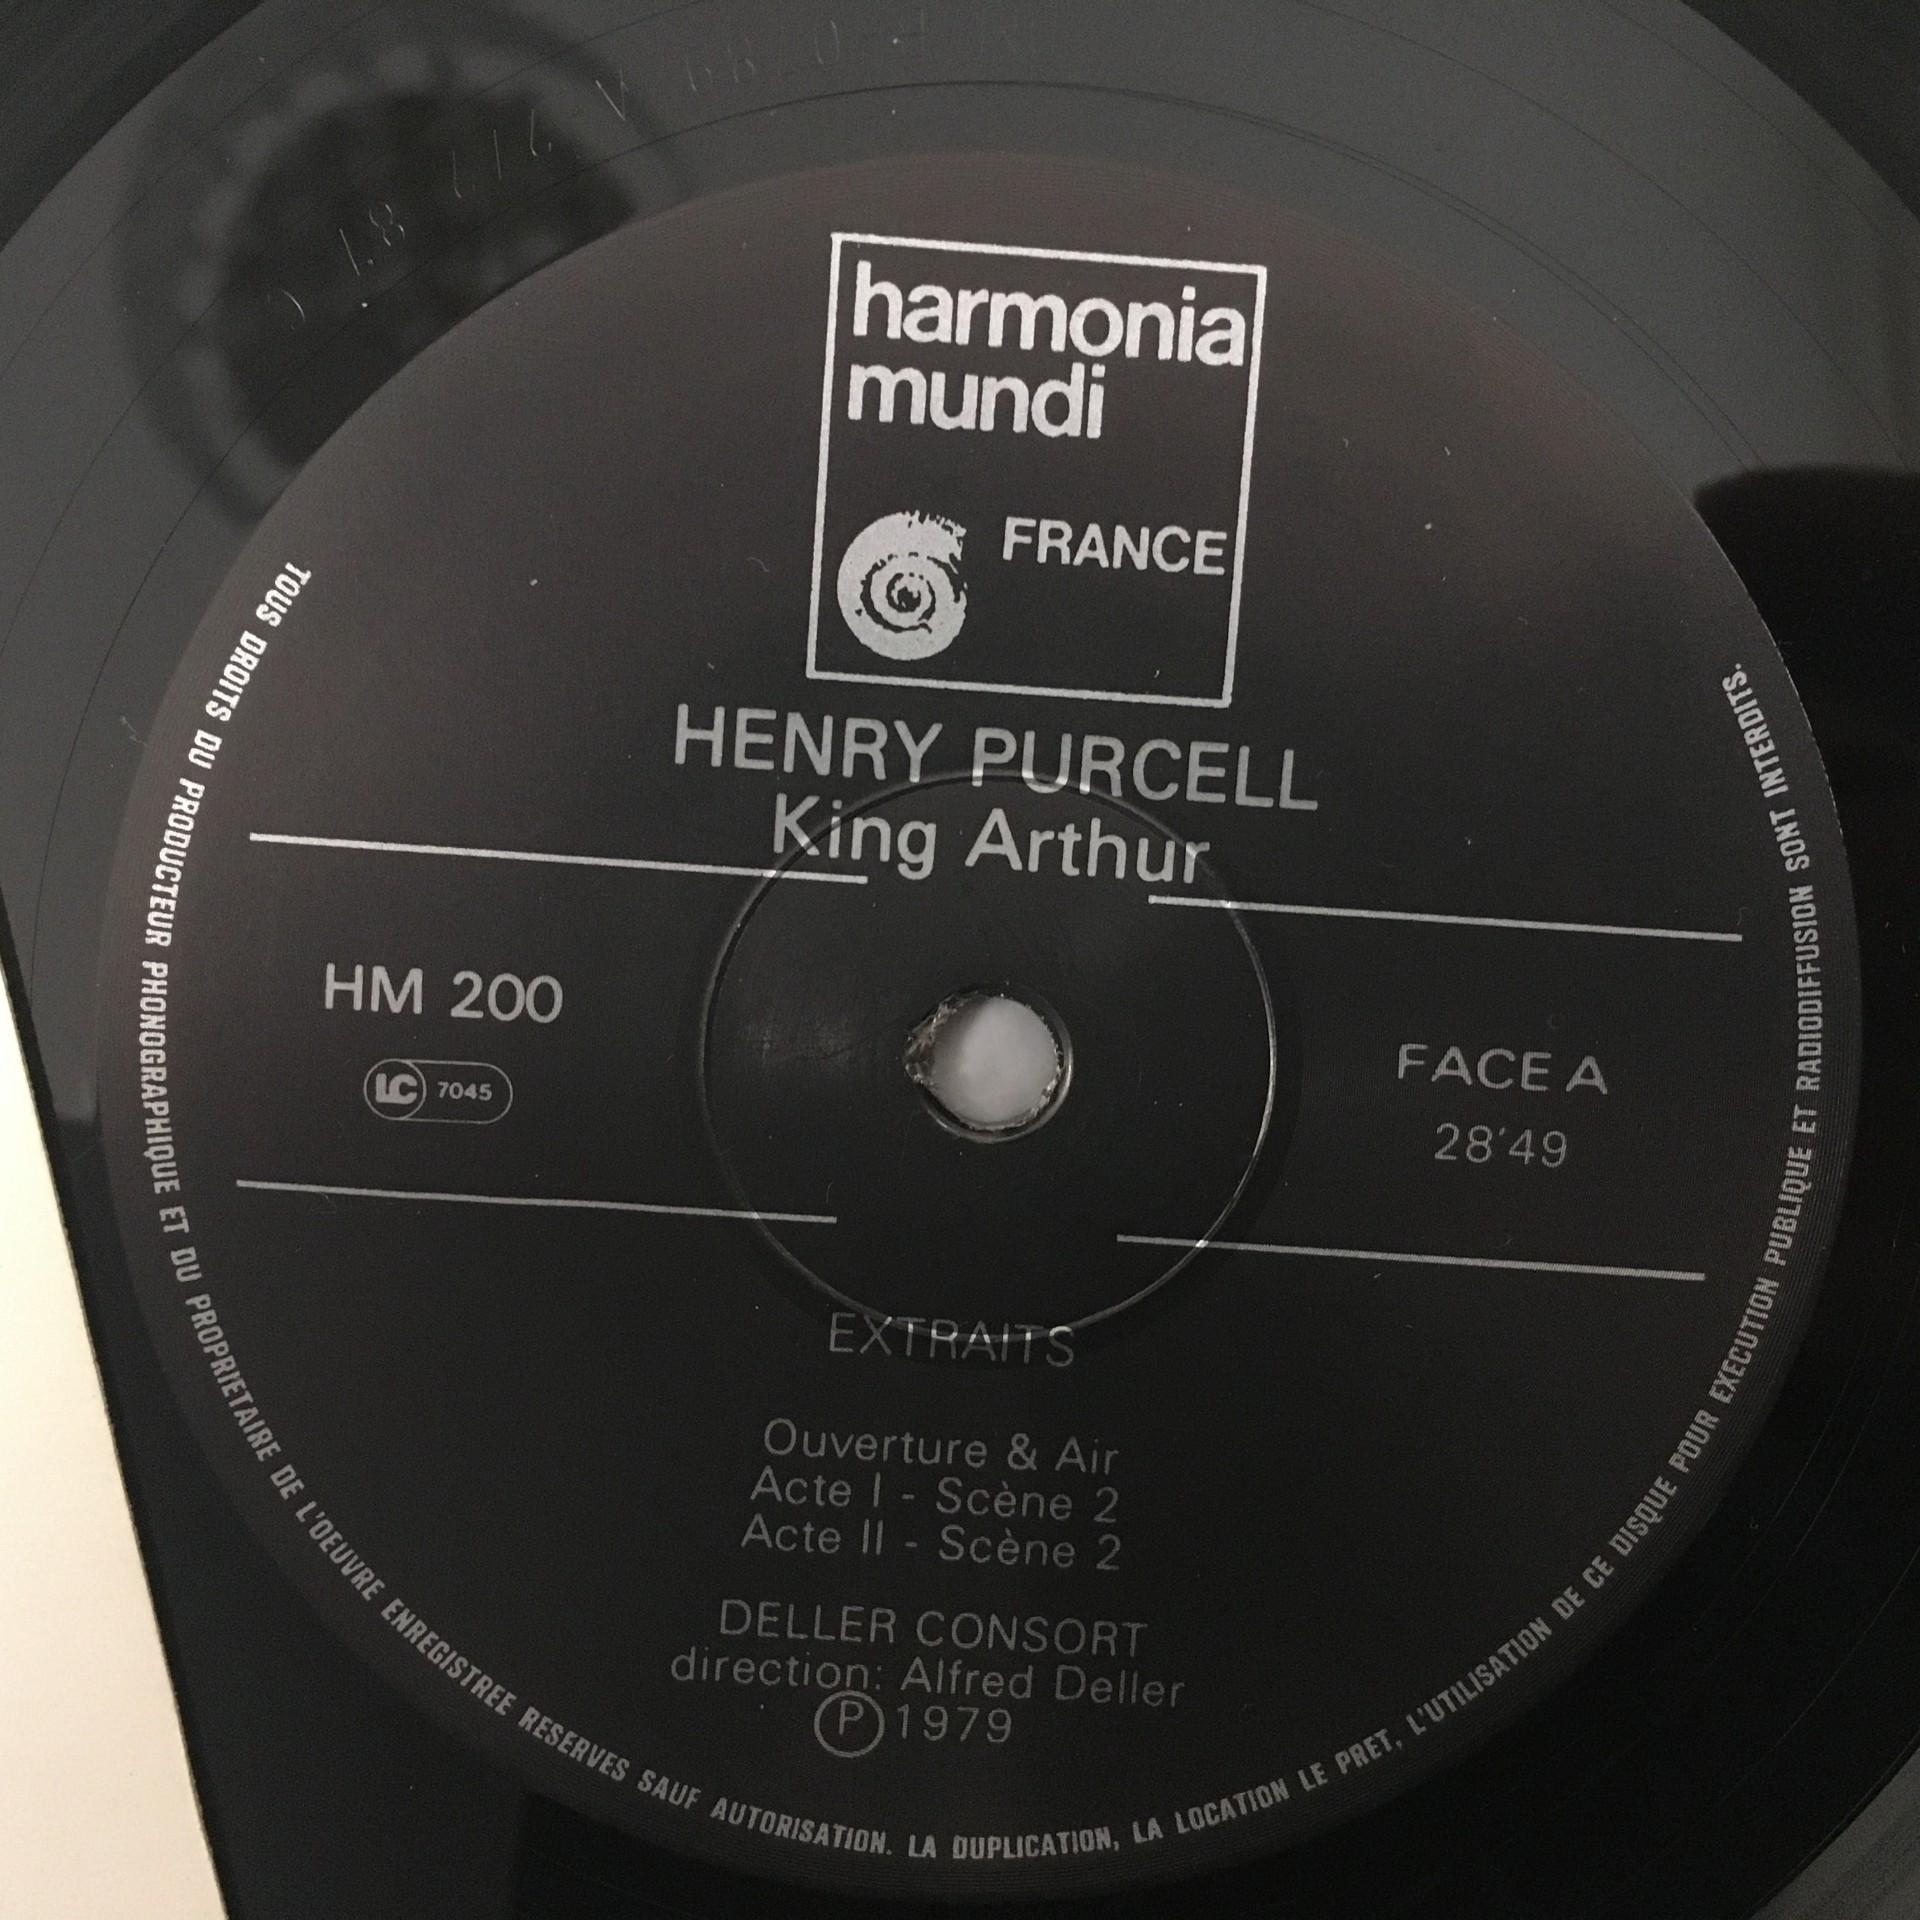 harmonia
mundi
FRANCE
HENRY PURCELL
King Arthur
HM 200
LC 7045
FACE A
28'49
EXTRAITS
Ouverture & Air
Acte I - Scène 2
Acte II - Scène 2
DELLER CONSORT
direction: Alfred Deller
Ⓟ 1979
TOUS DROITS DU PRODUCTEUR PHONOGRAPHIQUE ET DU PROPRIETAIRE DE L'OEUVRE ENREGISTREE RESERVES SAUF AUTORISATION. LA DUPLICATION, LA LOCATION LE PRET, L'UTILISATION DE CE DISQUE POUR EXECUTION PUBLIQUE ET RADIODIFFUSION SONT INTERDITS.